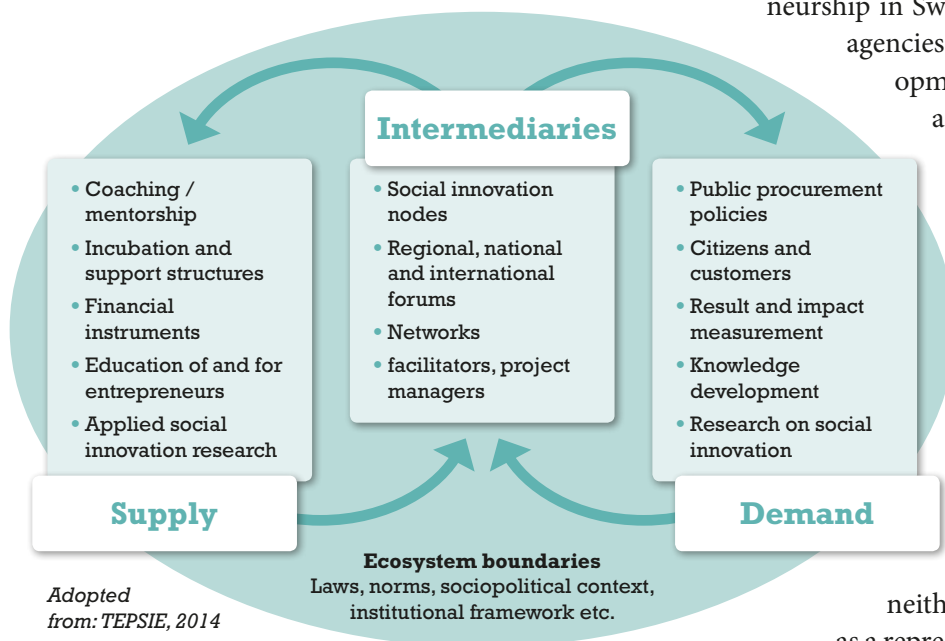 neurship in Sw
agencies
opm
a
Intermediaries
• Coaching /
mentorship
• Incubation and
support structures
• Financial
instruments
• Education of and for
entrepreneurs
• Applied social
innovation research
Supply
• Social innovation
nodes
• Regional, national
and international
forums
• Networks
• facilitators, project
managers
• Public procurement
policies
• Citizens and
customers
• Result and impact
measurement
• Knowledge
development
• Research on social
innovation
Demand
Ecosystem boundaries
Laws, norms, sociopolitical context,
institutional framework etc.
Adopted
from: TEPSIE, 2014
neith
as a repre